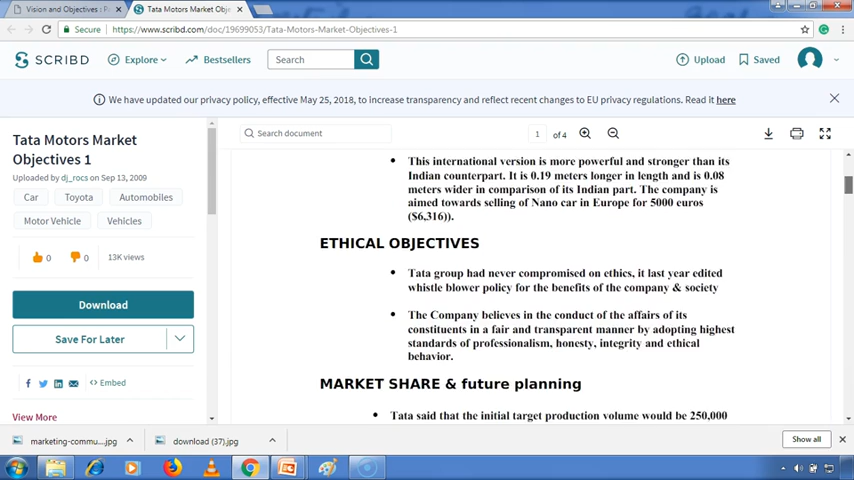 Vision and Objectives : P
Tata Motors Market Obje
Secure
https://www.scribd.com/doc/19699053/Tata-Motors-Market-Objectives-1
SCRIBD
Explore
Bestsellers
Search
Upload
Saved
We have updated our privacy policy, effective May 25, 2018, to increase transparency and reflect recent changes to EU privacy regulations. Read it here
Tata Motors Market
Objectives 1
Uploaded by dj_rocs on Sep 13, 2009
Car
Toyota
Automobiles
Motor Vehicle
Vehicles
0
0
13K views
Download
Save For Later
Embed
View More
Search document
1 of 4
• This international version is more powerful and stronger than its
Indian counterpart. It is 0.19 meters longer in length and is 0.08
meters wider in comparison of its Indian part. The company is
aimed towards selling of Nano car in Europe for 5000 euros
($6,316)).
ETHICAL OBJECTIVES
• Tata group had never compromised on ethics, it last year edited
whistle blower policy for the benefits of the company & society
• The Company believes in the conduct of the affairs of its
constituents in a fair and transparent manner by adopting highest
standards of professionalism, honesty, integrity and ethical
behavior.
MARKET SHARE & future planning
• Tata said that the initial target production volume would be 250,000
marketing-commu....jpg
download (37).jpg
Show all